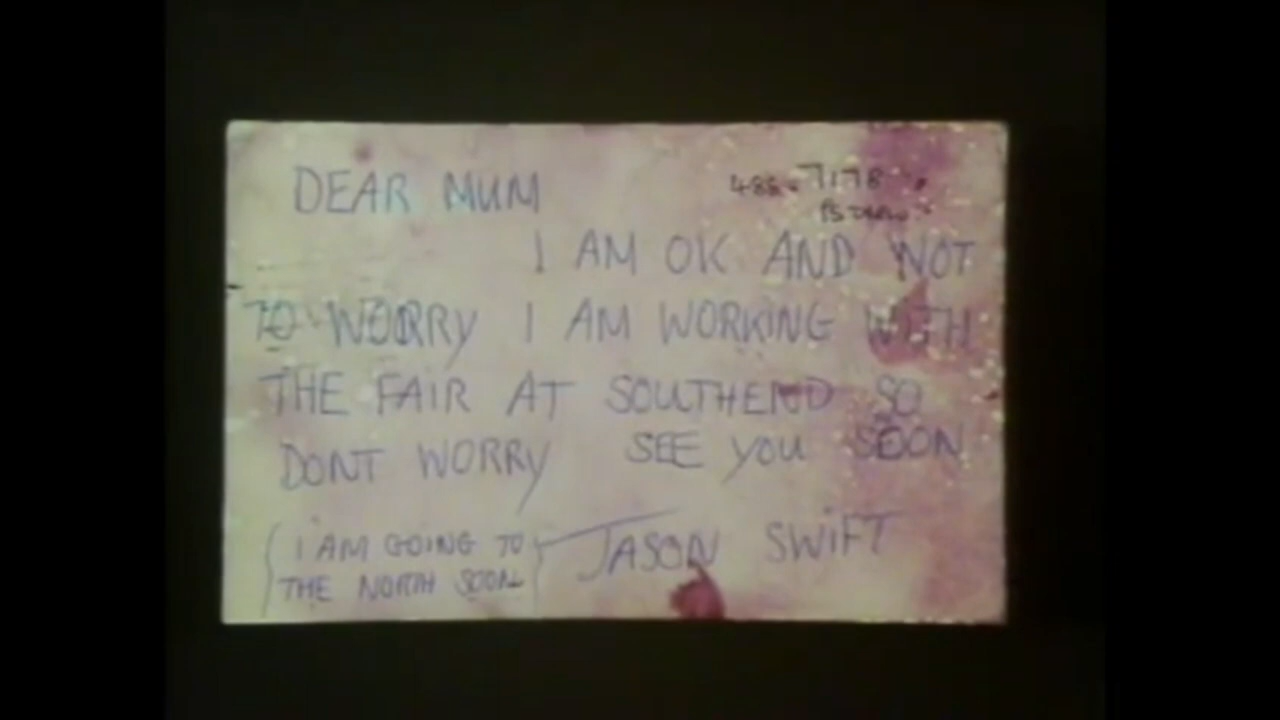 DEAR MUM
7178
I AM OK AND NOT
TO WORRY I AM WORKING WITH
THE FAIR AT SOUTHEND SO
DONT WORRY SEE YOU SOON
(I AM GOING TO
THE NORTH SOON)
JASON SWIFT